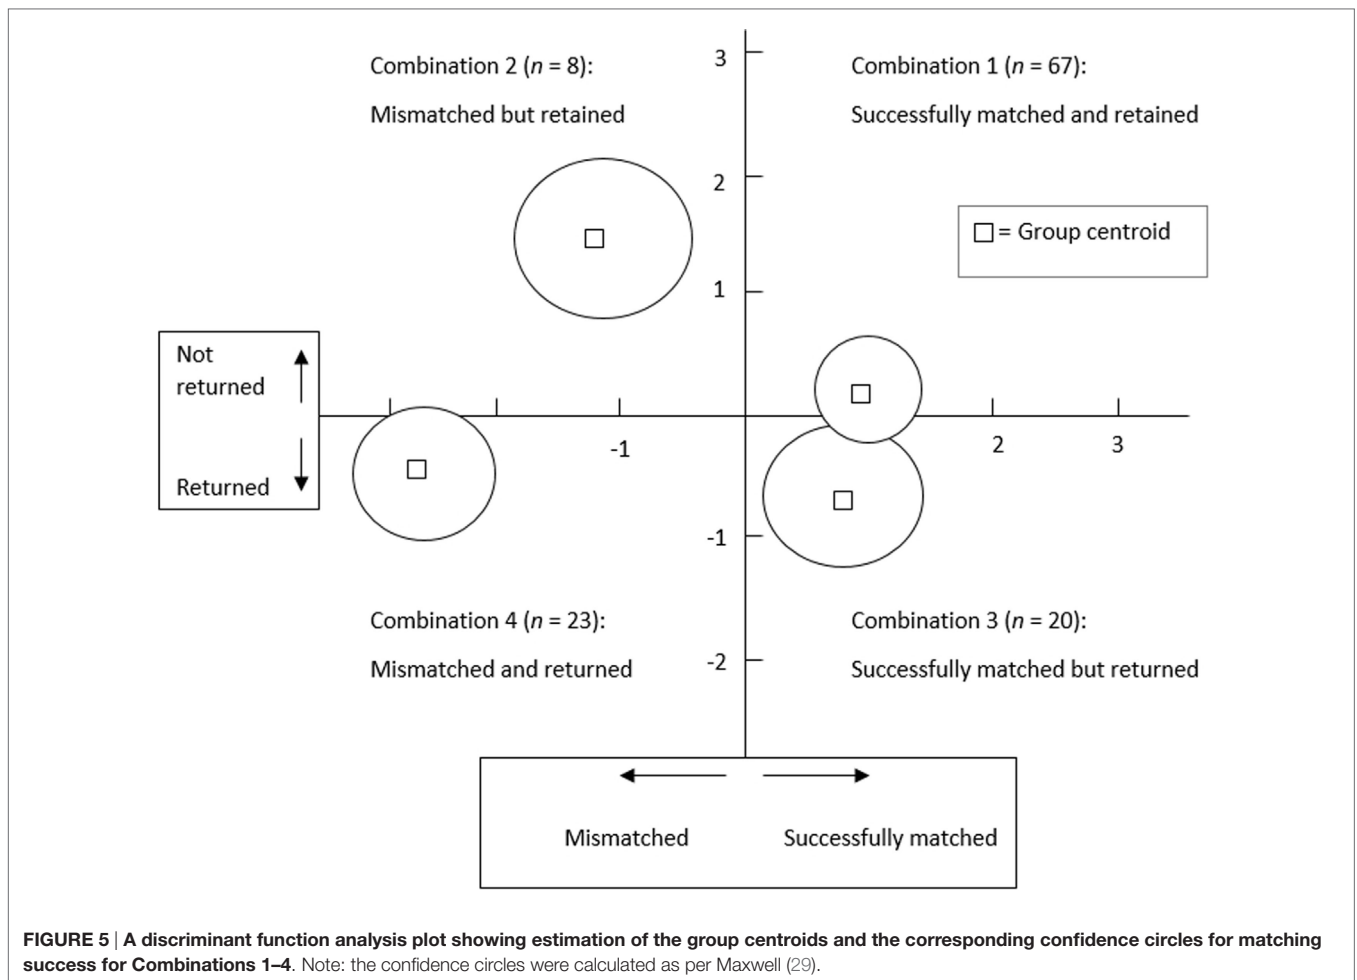 Combination 2 (n = 8):
Mismatched but retained
Combination 1 (n = 67):
Successfully matched and retained
= Group centroid
3
2
1
-1
-2
-1
2
3
Not
returned
Returned
Combination 4 (n = 23):
Mismatched and returned
Combination 3 (n = 20):
Successfully matched but returned
Mismatched
Successfully matched
FIGURE 5 | A discriminant function analysis plot showing estimation of the group centroids and the corresponding confidence circles for matching
success for Combinations 1–4. Note: the confidence circles were calculated as per Maxwell (29).